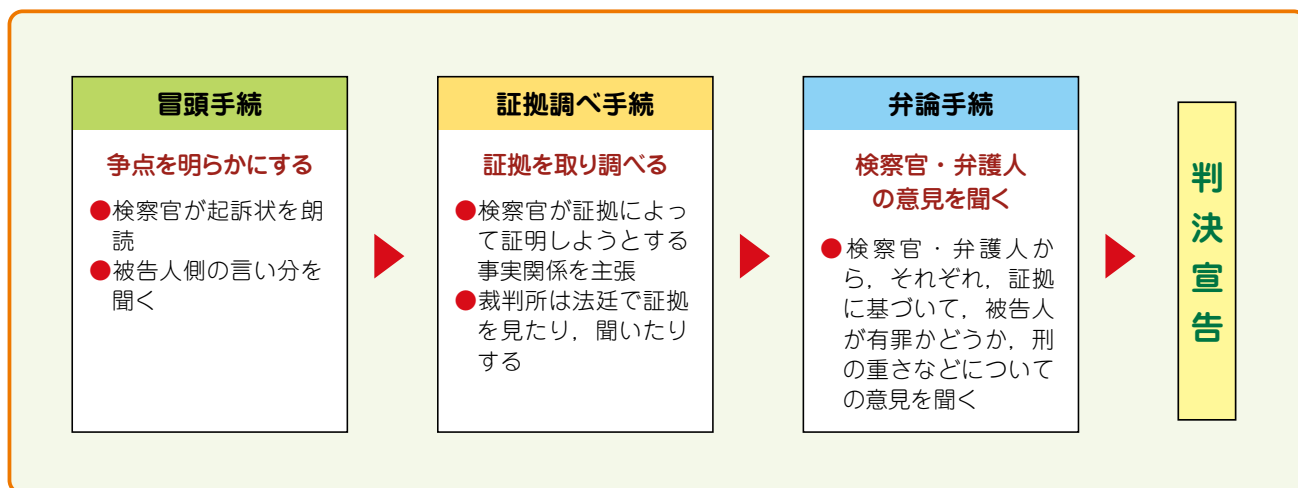 冒頭手続
争点を明らかにする
●検察官が起訴状を朗
読
●被告人側の言い分を
聞く
証拠調べ手続
証拠を取り調べる
●検察官が証拠によっ
て証明しようとする
事実関係を主張
●裁判所は法廷で証拠
を見たり，聞いたり
する
弁論手続
検察官・弁護人
の意見を聞く
●検察官・弁護人か
ら，それぞれ，証拠
に基づいて，被告人
が有罪かどうか，刑
の重さなどについて
の意見を聞く
判決宣告